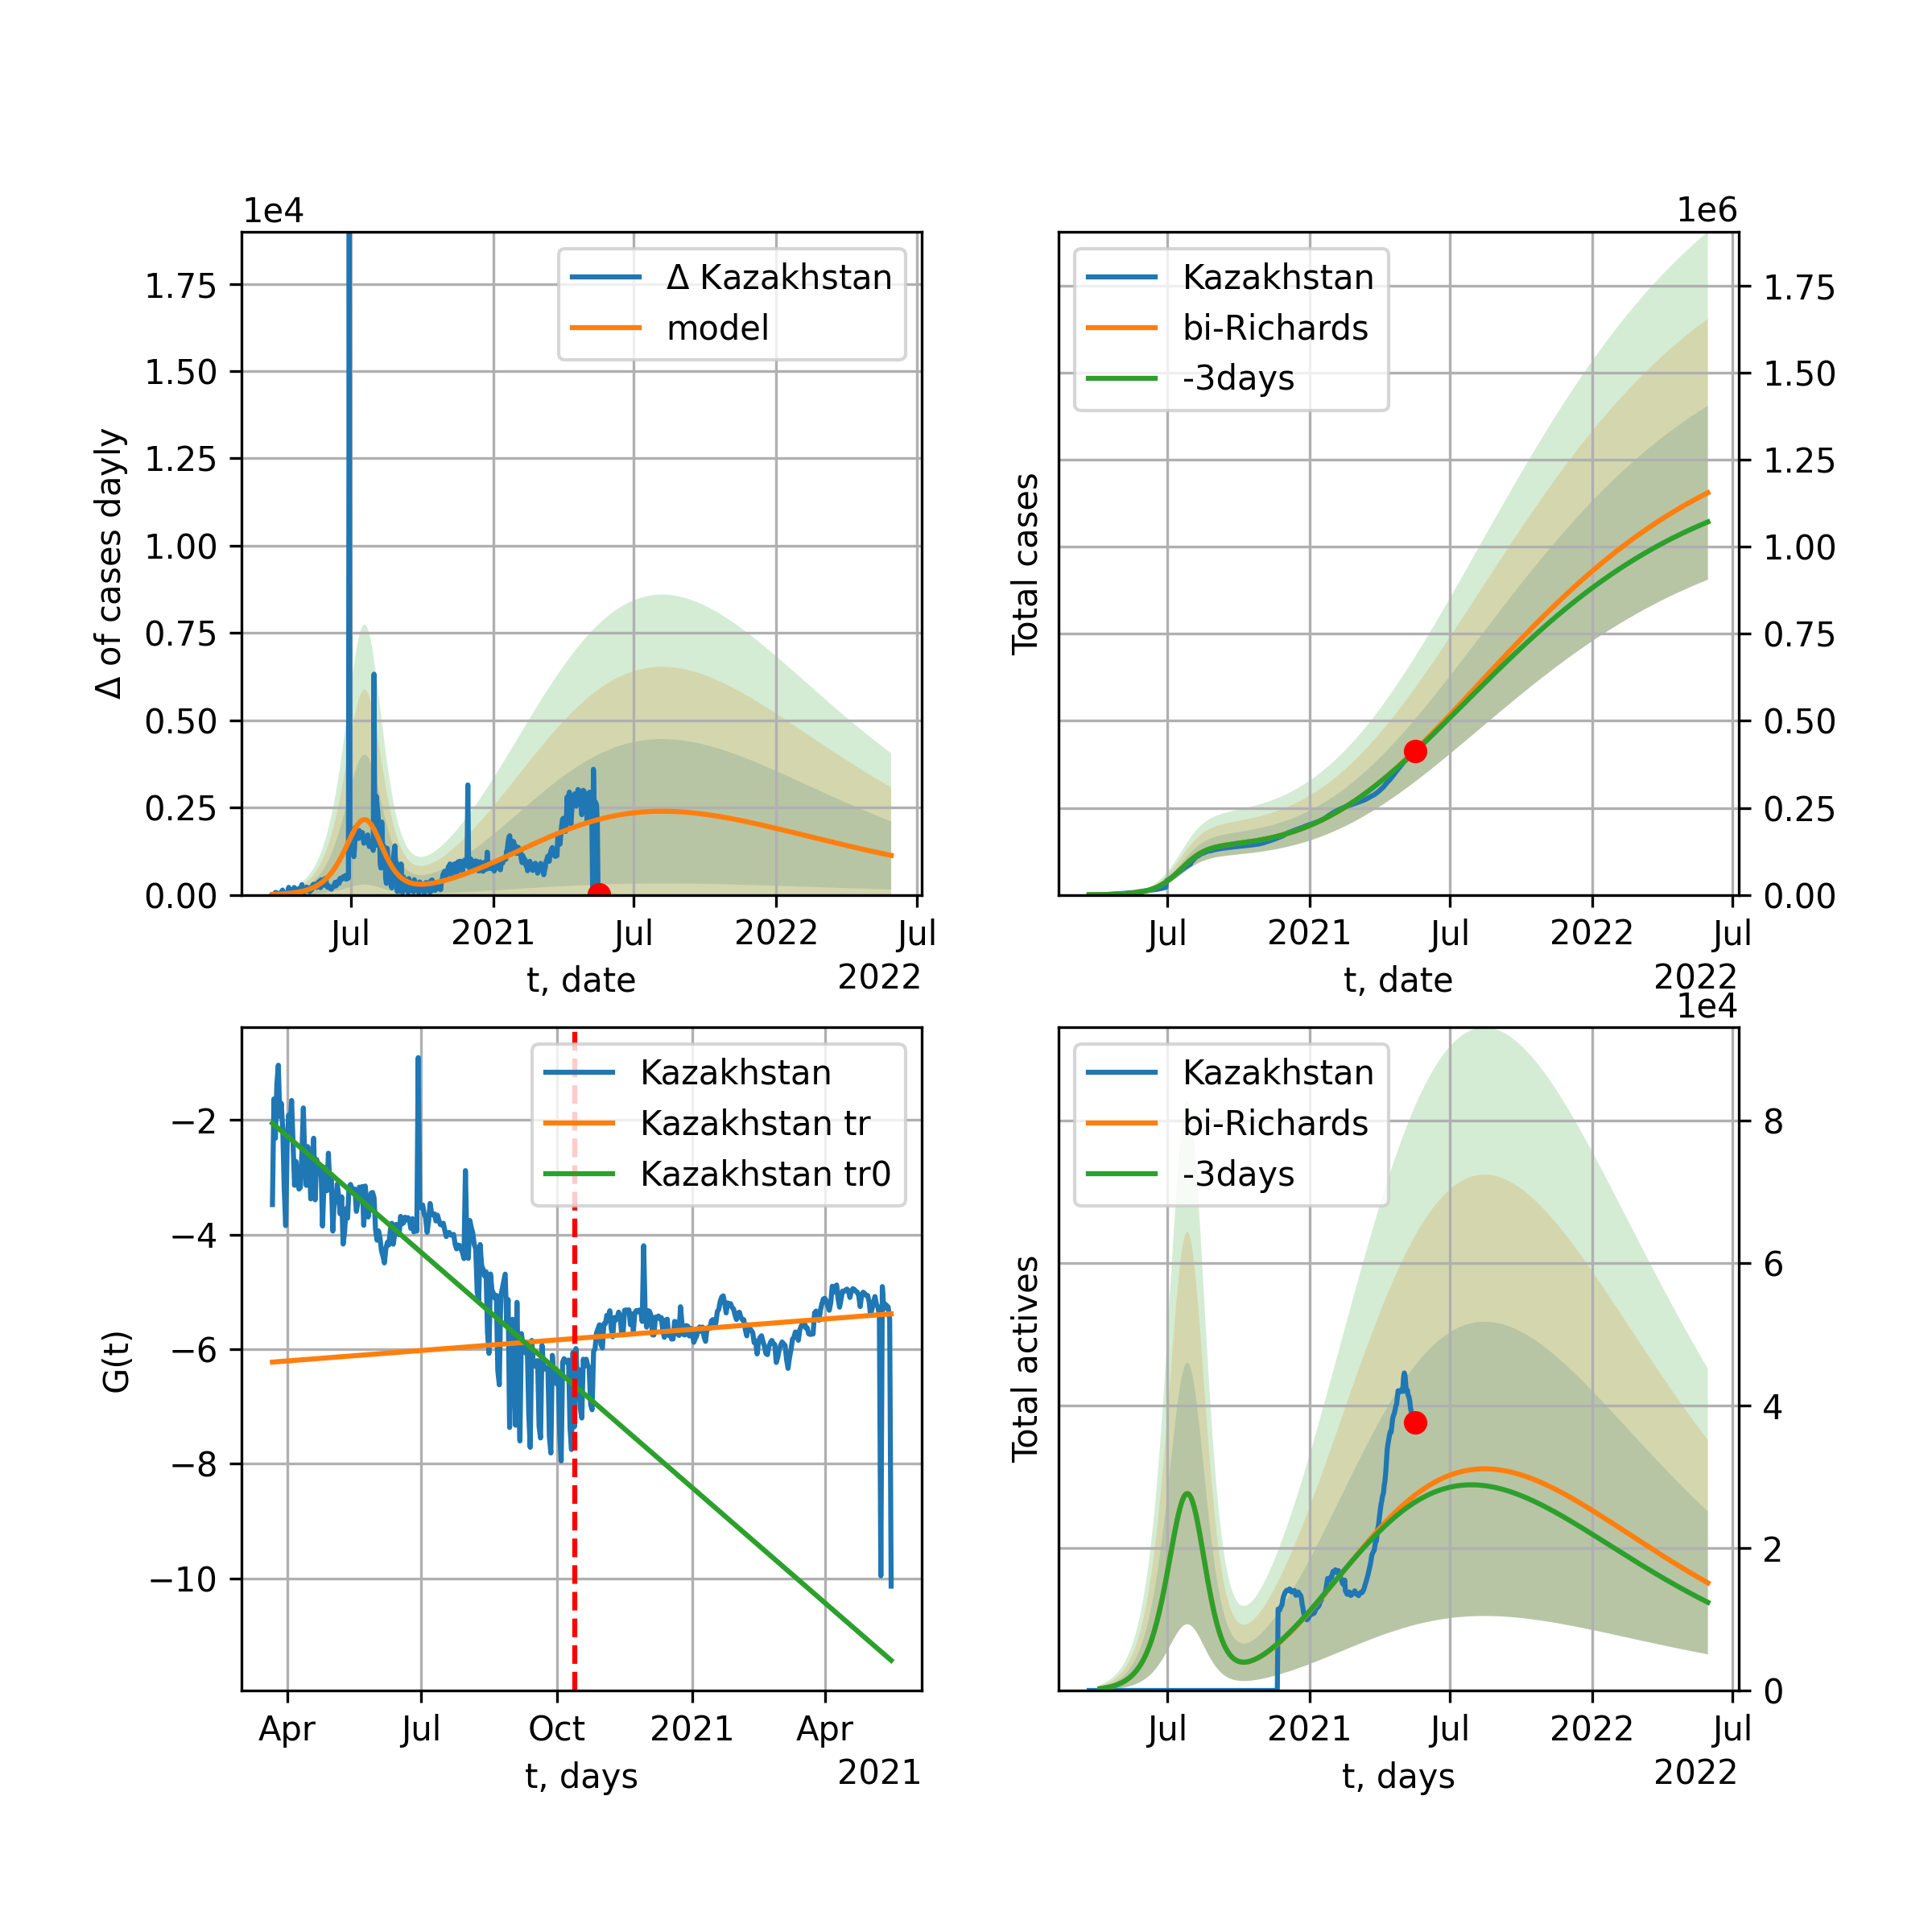 1e4
1.75
1.50
1.25
1.00
0.75
0.50
0.25
0.00
Δ of cases dayly
Δ Kazakhstan
model
Jul 2021 Jul 2022 Jul
t, date
2022
1e6
Kazakhstan
bi-Richards
-3days
Total cases
1.75
1.50
1.25
1.00
0.75
0.50
0.25
0.00
Jul 2021 Jul 2022 Jul
t, date
2022
−2
−4
−6
−8
−10
G(t)
Kazakhstan
Kazakhstan tr
Kazakhstan tr0
Apr Jul Oct 2021 Apr
t, days
2021
1e4
Kazakhstan
bi-Richards
-3days
Total actives
8
6
4
2
0
Jul 2021 Jul 2022 Jul
t, days
2022